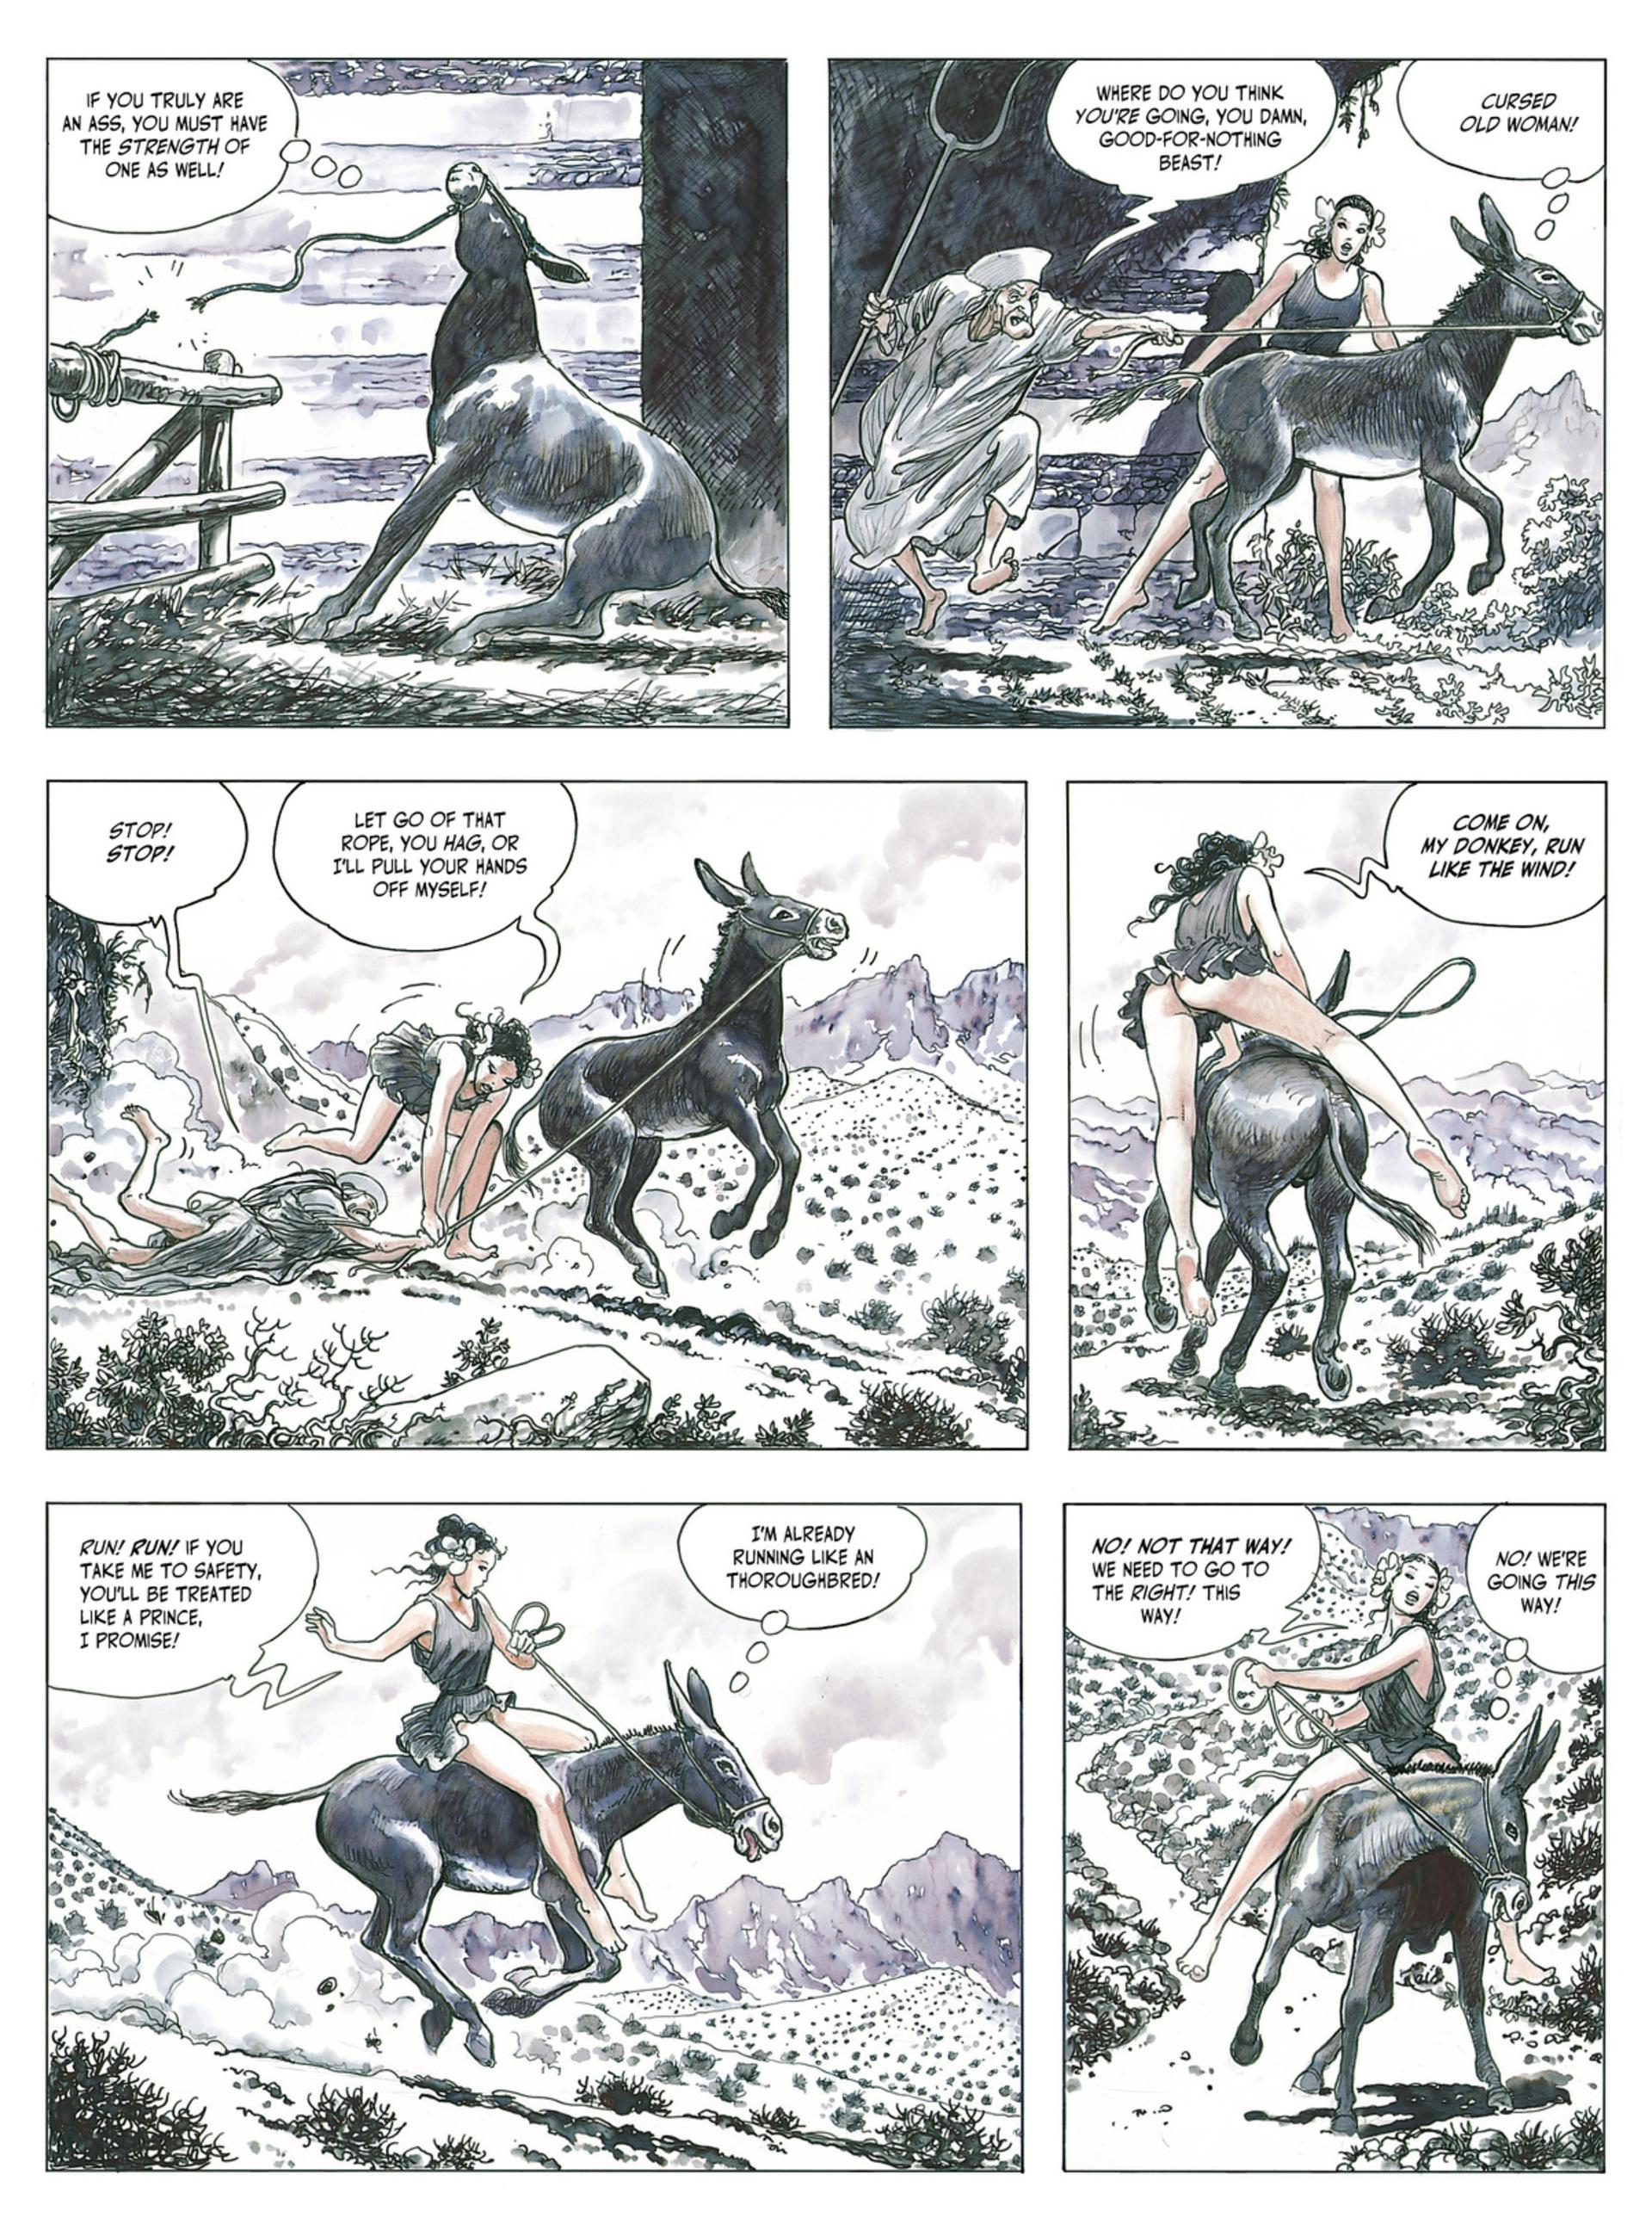 IF YOU TRULY ARE
AN ASS, YOU MUST HAVE
THE STRENGTH OF
ONE AS WELL!
WHERE DO YOU THINK
YOU'RE GOING, YOU DAMN,
GOOD-FOR-NOTHING
BEAST!
CURSED
OLD WOMAN!
STOP!
STOP!
LET GO OF THAT
ROPE, YOU HAG, OR
I'LL PULL YOUR HANDS
OFF MYSELF!
COME ON,
MY DONKEY, RUN
LIKE THE WIND!
RUN! RUN! IF YOU
TAKE ME TO SAFETY,
YOU'LL BE TREATED
LIKE A PRINCE,
I PROMISE!
I'M ALREADY
RUNNING LIKE AN
THOROUGHBRED!
NO! NOT THAT WAY!
WE NEED TO GO TO
THE RIGHT! THIS
WAY!
NO! WE'RE
GOING THIS
WAY!